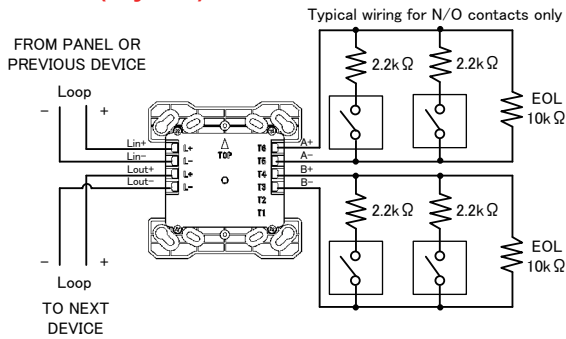 Typical wiring for N/O contacts only
FROM PANEL OR
PREVIOUS DEVICE
Loop
− +
Lin+
Lin−
Lout+
Lout−
L+
L−
L+
L−
TOP
T6
T5
T4
T3
T2
T1
A+
A−
B+
B−
2.2kΩ
2.2kΩ
EOL
10kΩ
2.2kΩ
2.2kΩ
EOL
10kΩ
− +
Loop
TO NEXT
DEVICE